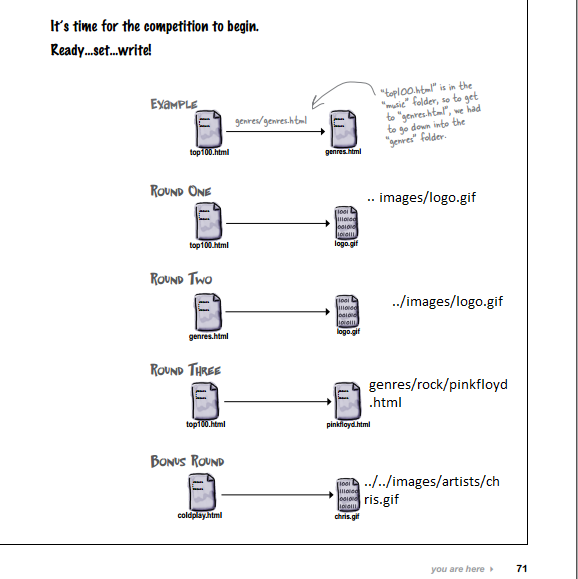 It's time for the competition to begin.
Ready...set...write!
Example
"top100.html" is in the
"music" folder, so to get
to "genres.html", we had
to go down into the
"genres" folder.
genres/genres.html
top100.html
genres.html
Round One
.. images/logo.gif
top100.html
logo.gif
Round Two
../images/logo.gif
genres.html
logo.gif
Round Three
genres/rock/pinkfloyd
.html
top100.html
pinkfloyd.html
Bonus Round
../../images/artists/ch
ris.gif
coldplay.html
chris.gif
you are here
71